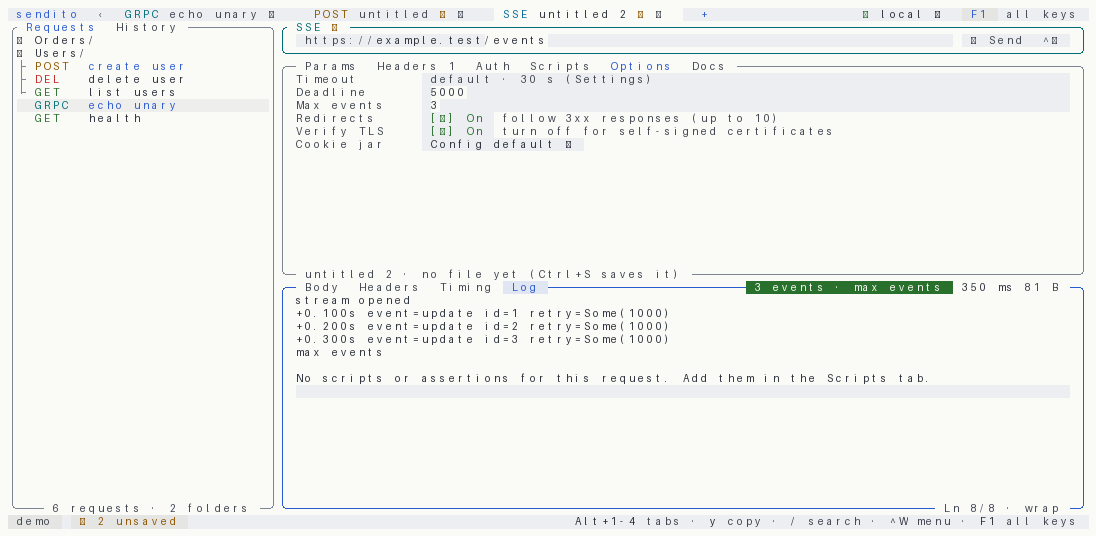 sendito ‹ GRPC echo unary POST untitled SSE untitled 2 + local F1 all keys
Requests History
SSE
Orders/
https://example.test/events Send ^
Users/
POST create user
Params Headers 1 Auth Scripts Options Docs
DEL delete user
Timeout default · 30 s (Settings)
GET list users
Deadline 5000
GRPC echo unary
Max events 3
GET health
Redirects [ ] On follow 3xx responses (up to 10)
Verify TLS [ ] On turn off for self-signed certificates
Cookie jar Config default
untitled 2 · no file yet (Ctrl+S saves it)
Body Headers Timing Log 3 events · max events 350 ms 81 B
stream opened
+0.100s event=update id=1 retry=Some(1000)
+0.200s event=update id=2 retry=Some(1000)
+0.300s event=update id=3 retry=Some(1000)
max events
No scripts or assertions for this request. Add them in the Scripts tab.
6 requests · 2 folders
Ln 8/8 · wrap
demo 2 unsaved Alt+1-4 tabs · y copy · / search · ^W menu · F1 all keys